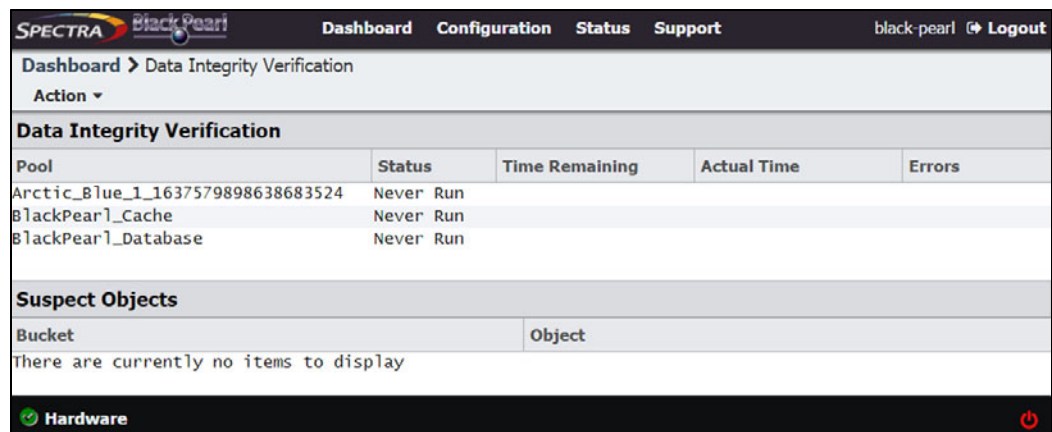 SPECTRA BlackPearl Dashboard Configuration Status Support black-pearl Logout
Dashboard > Data Integrity Verification
Action
Data Integrity Verification
Pool Status Time Remaining Actual Time Errors
Arctic_Blue_1_1637579898638683524 Never Run
BlackPearl_Cache Never Run
BlackPearl_Database Never Run
Suspect Objects
Bucket Object
There are currently no items to display
Hardware